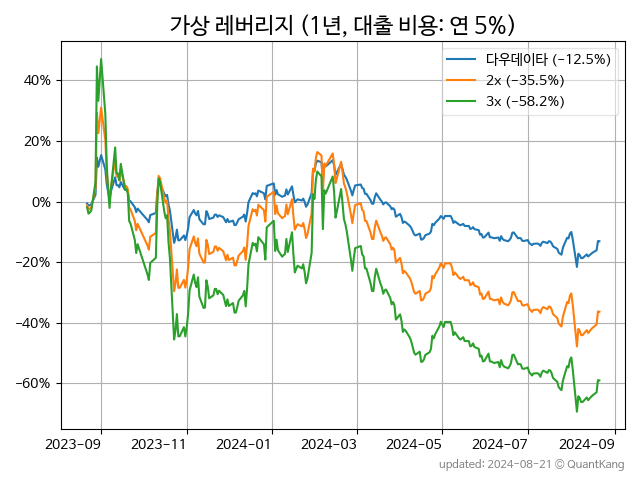 가상 레버리지 (1년, 대출 비용: 연 5%)
다우데이타 (-12.5%)
2x (-35.5%)
3x (-58.2%)
40%
20%
0%
-20%
-40%
-60%
2023-09 2023-11 2024-01 2024-03 2024-05 2024-07 2024-09
updated: 2024-08-21 © QuantKang